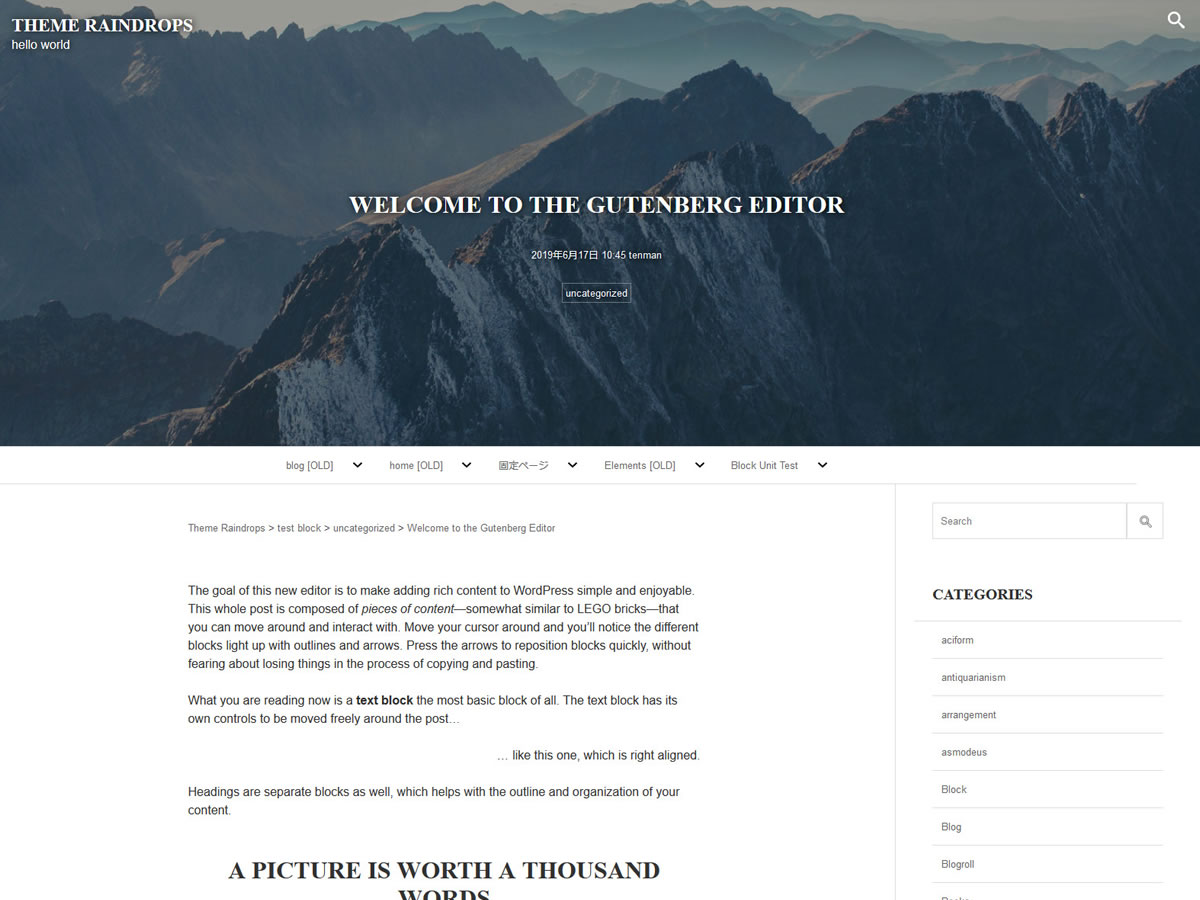 THEME RAINDROPS
hello world
WELCOME TO THE GUTENBERG EDITOR
2019年6月17日 10:45 tenman
uncategorized
blog [OLD] home [OLD] 固定ページ Elements [OLD] Block Unit Test
Theme Raindrops > test block > uncategorized > Welcome to the Gutenberg Editor
The goal of this new editor is to make adding rich content to WordPress simple and enjoyable.
This whole post is composed of pieces of content—somewhat similar to LEGO bricks—that
you can move around and interact with. Move your cursor around and you’ll notice the different
blocks light up with outlines and arrows. Press the arrows to reposition blocks quickly, without
fearing about losing things in the process of copying and pasting.
What you are reading now is a text block the most basic block of all. The text block has its
own controls to be moved freely around the post…
… like this one, which is right aligned.
Headings are separate blocks as well, which helps with the outline and organization of your
content.
A PICTURE IS WORTH A THOUSAND
WORDS
Search
CATEGORIES
aciform
antiquarianism
arrangement
asmodeus
Block
Blog
Blogroll